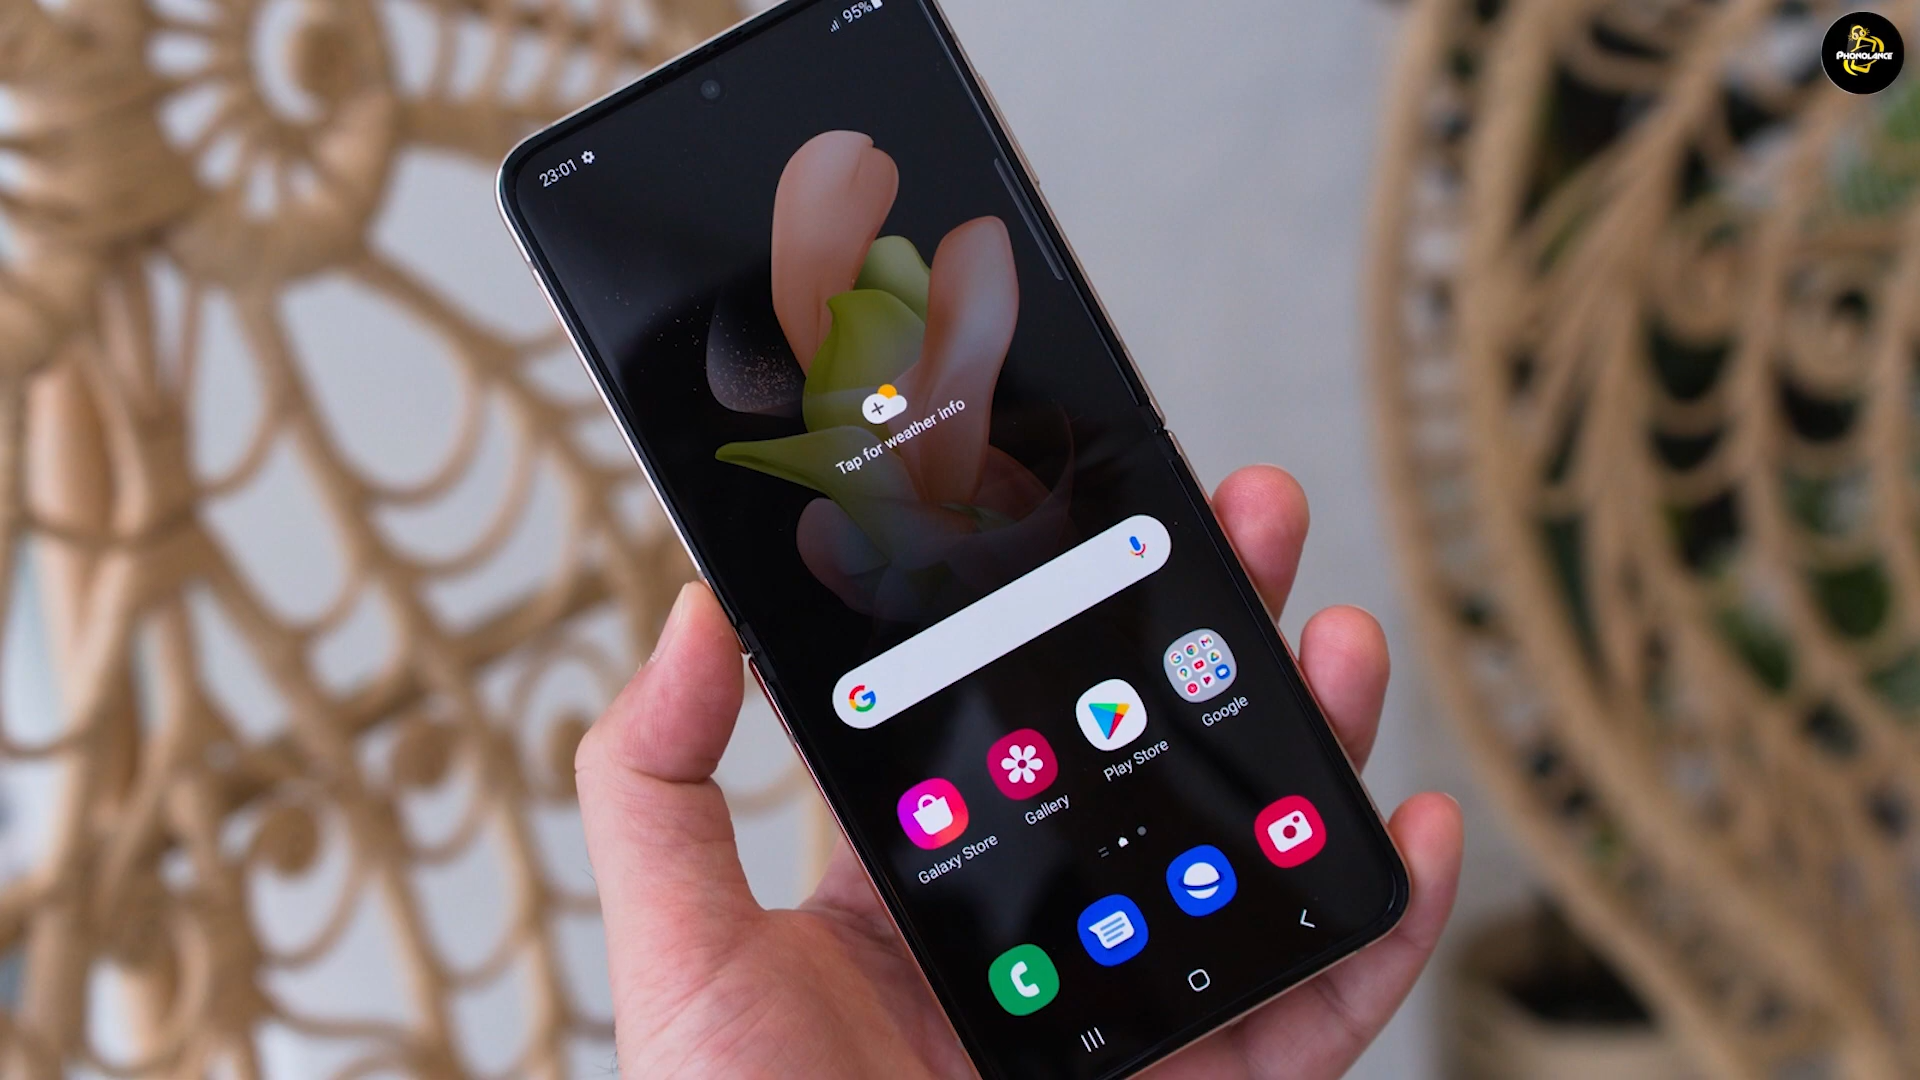 95%
PHONOLANCE
23:01
Tap for weather info
Google
Play Store
Gallery
Galaxy Store